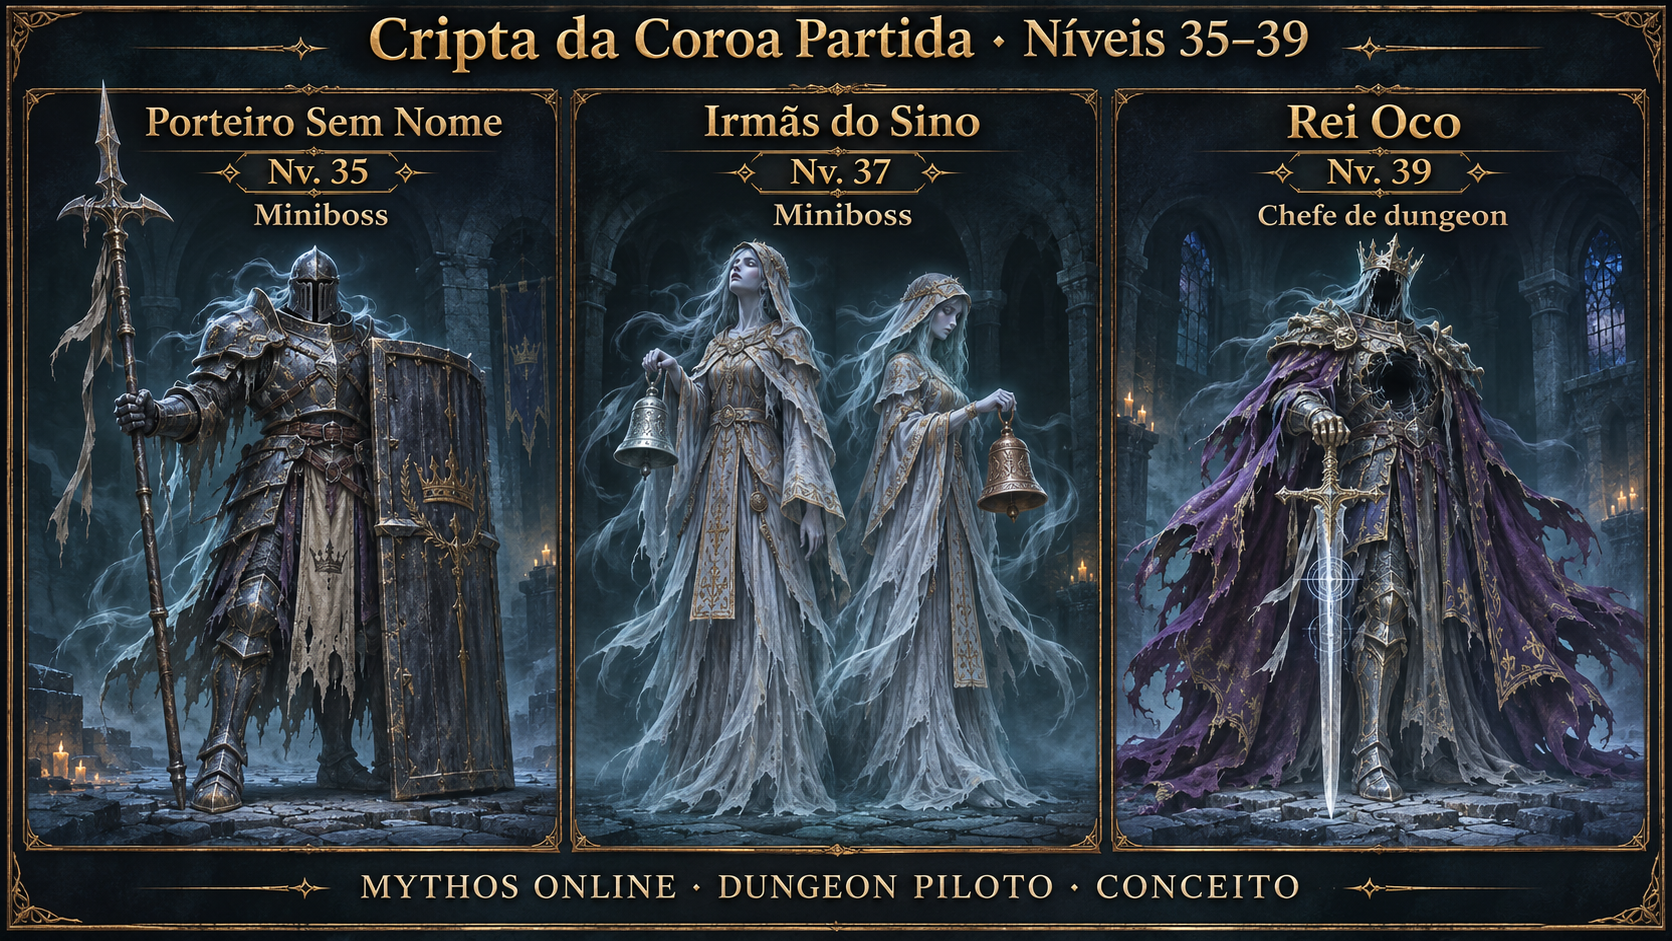 Cripta da Coroa Partida · Níveis 35–39
Porteiro Sem Nome
Nv. 35
Miniboss
Irmãs do Sino
Nv. 37
Miniboss
Rei Oco
Nv. 39
Chefe de dungeon
MYTHOS ONLINE · DUNGEON PILOTO · CONCEITO